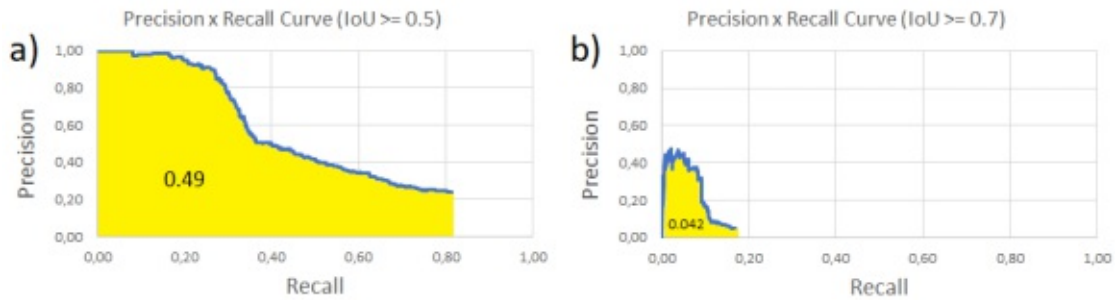 Precision x Recall Curve (IoU >= 0.5)
a)
1,00
0,80
0,60
0,40
0,20
0,00
Precision
0.49
0,00 0,20 0,40 0,60 0,80 1,00
Recall
Precision x Recall Curve (IoU >= 0.7)
b)
1,00
0,80
0,60
0,40
0,20
0,00
Precision
0.042
0,00 0,20 0,40 0,60 0,80 1,00
Recall